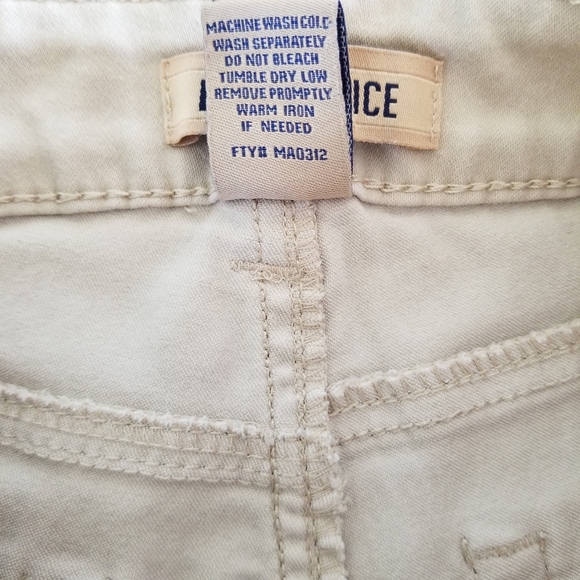 MACHINE WASH COLD
WASH SEPARATELY
DO NOT BLEACH
TUMBLE DRY LOW
REMOVE PROMPTLY
WARM IRON
IF NEEDED
FTY# MA0312
ICE